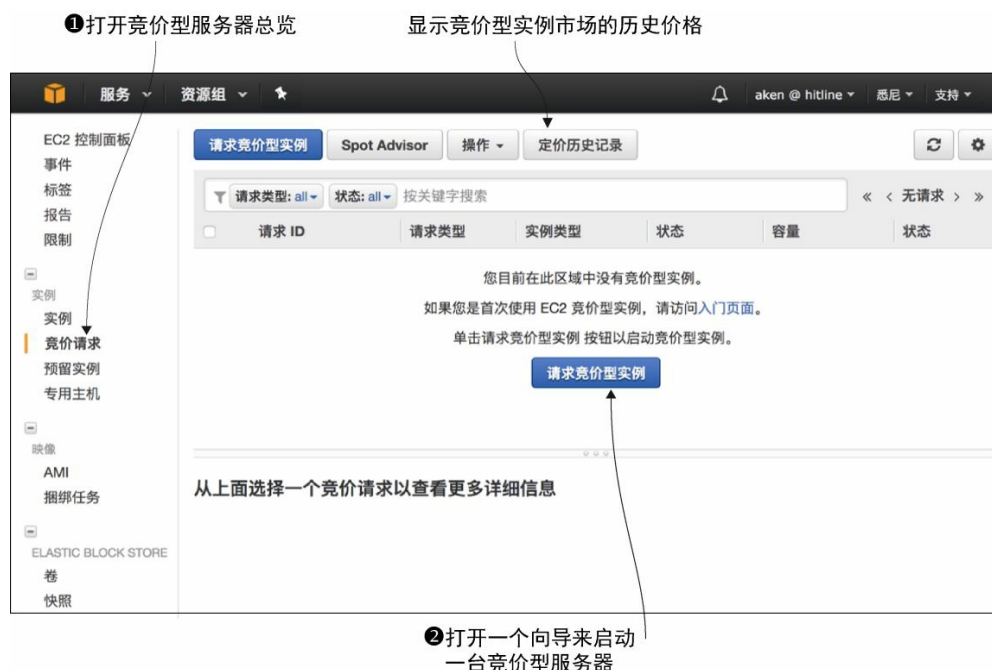 ❶打开竞价型服务器总览
显示竞价型实例市场的历史价格
服务
资源组
aken @ hitline
悉尼
支持
EC2 控制面板
事件
标签
报告
限制
实例
实例
竞价请求
预留实例
专用主机
映像
AMI
捆绑任务
ELASTIC BLOCK STORE
卷
快照
请求竞价型实例 Spot Advisor 操作 定价历史记录
请求类型: all 状态: all 按关键字搜索 « < 无请求 > »
请求 ID 请求类型 实例类型 状态 容量 状态
您目前在此区域中没有竞价型实例。
如果您是首次使用 EC2 竞价型实例，请访问入门页面。
单击请求竞价型实例 按钮以启动竞价型实例。
请求竞价型实例
从上面选择一个竞价请求以查看更多详细信息
❷打开一个向导来启动
一台竞价型服务器